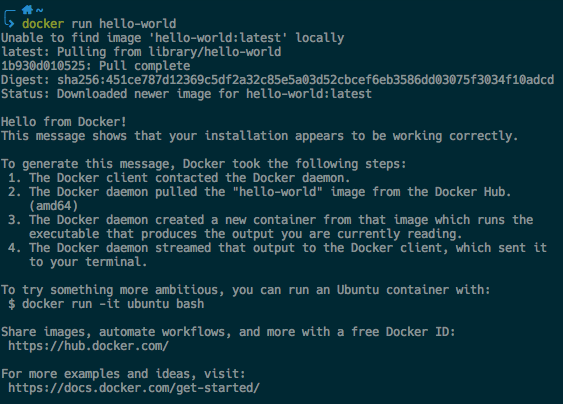 ~
docker run hello-world
Unable to find image 'hello-world:latest' locally
latest: Pulling from library/hello-world
1b930d010525: Pull complete
Digest: sha256:451ce787d12369c5df2a32c85e5a03d52cbcef6eb3586dd03075f3034f10adcd
Status: Downloaded newer image for hello-world:latest

Hello from Docker!
This message shows that your installation appears to be working correctly.

To generate this message, Docker took the following steps:
 1. The Docker client contacted the Docker daemon.
 2. The Docker daemon pulled the "hello-world" image from the Docker Hub.
    (amd64)
 3. The Docker daemon created a new container from that image which runs the
    executable that produces the output you are currently reading.
 4. The Docker daemon streamed that output to the Docker client, which sent it
    to your terminal.

To try something more ambitious, you can run an Ubuntu container with:
 $ docker run -it ubuntu bash

Share images, automate workflows, and more with a free Docker ID:
 https://hub.docker.com/

For more examples and ideas, visit:
 https://docs.docker.com/get-started/